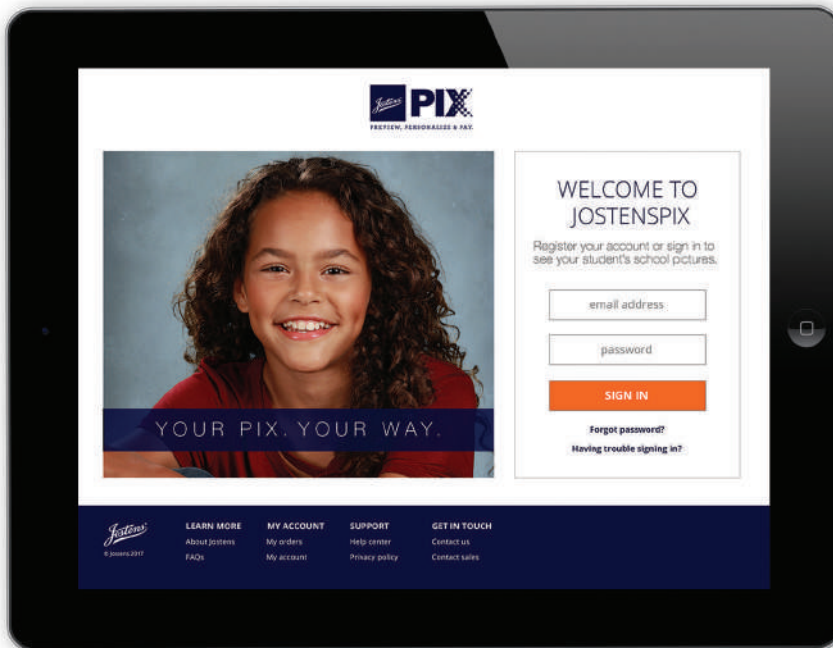 Jostens PIX
PREVIEW, PERSONALIZE & PAY.
YOUR PIX. YOUR WAY.
WELCOME TO
JOSTENSPIX
Register your account or sign in to
see your student's school pictures.
email address
password
SIGN IN
Forgot password?
Having trouble signing in?
Jostens
© Jostens 2017
LEARN MORE
About Jostens
FAQs
MY ACCOUNT
My orders
My account
SUPPORT
Help center
Privacy policy
GET IN TOUCH
Contact us
Contact sales